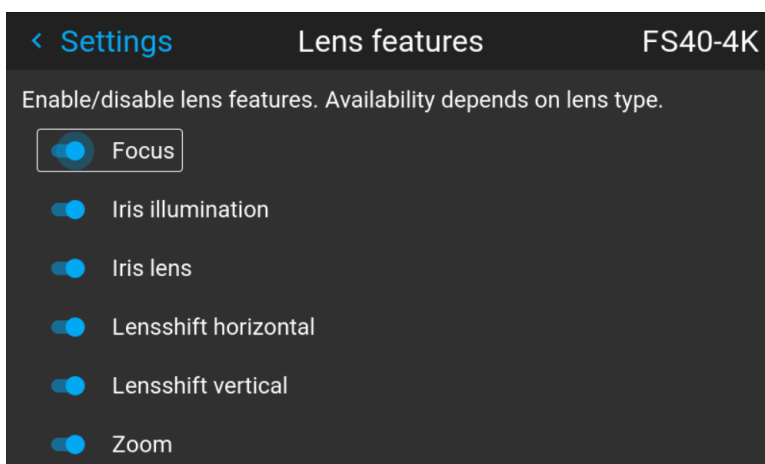 Settings Lens features FS40-4K
Enable/disable lens features. Availability depends on lens type.
Focus
Iris illumination
Iris lens
Lensshift horizontal
Lensshift vertical
Zoom